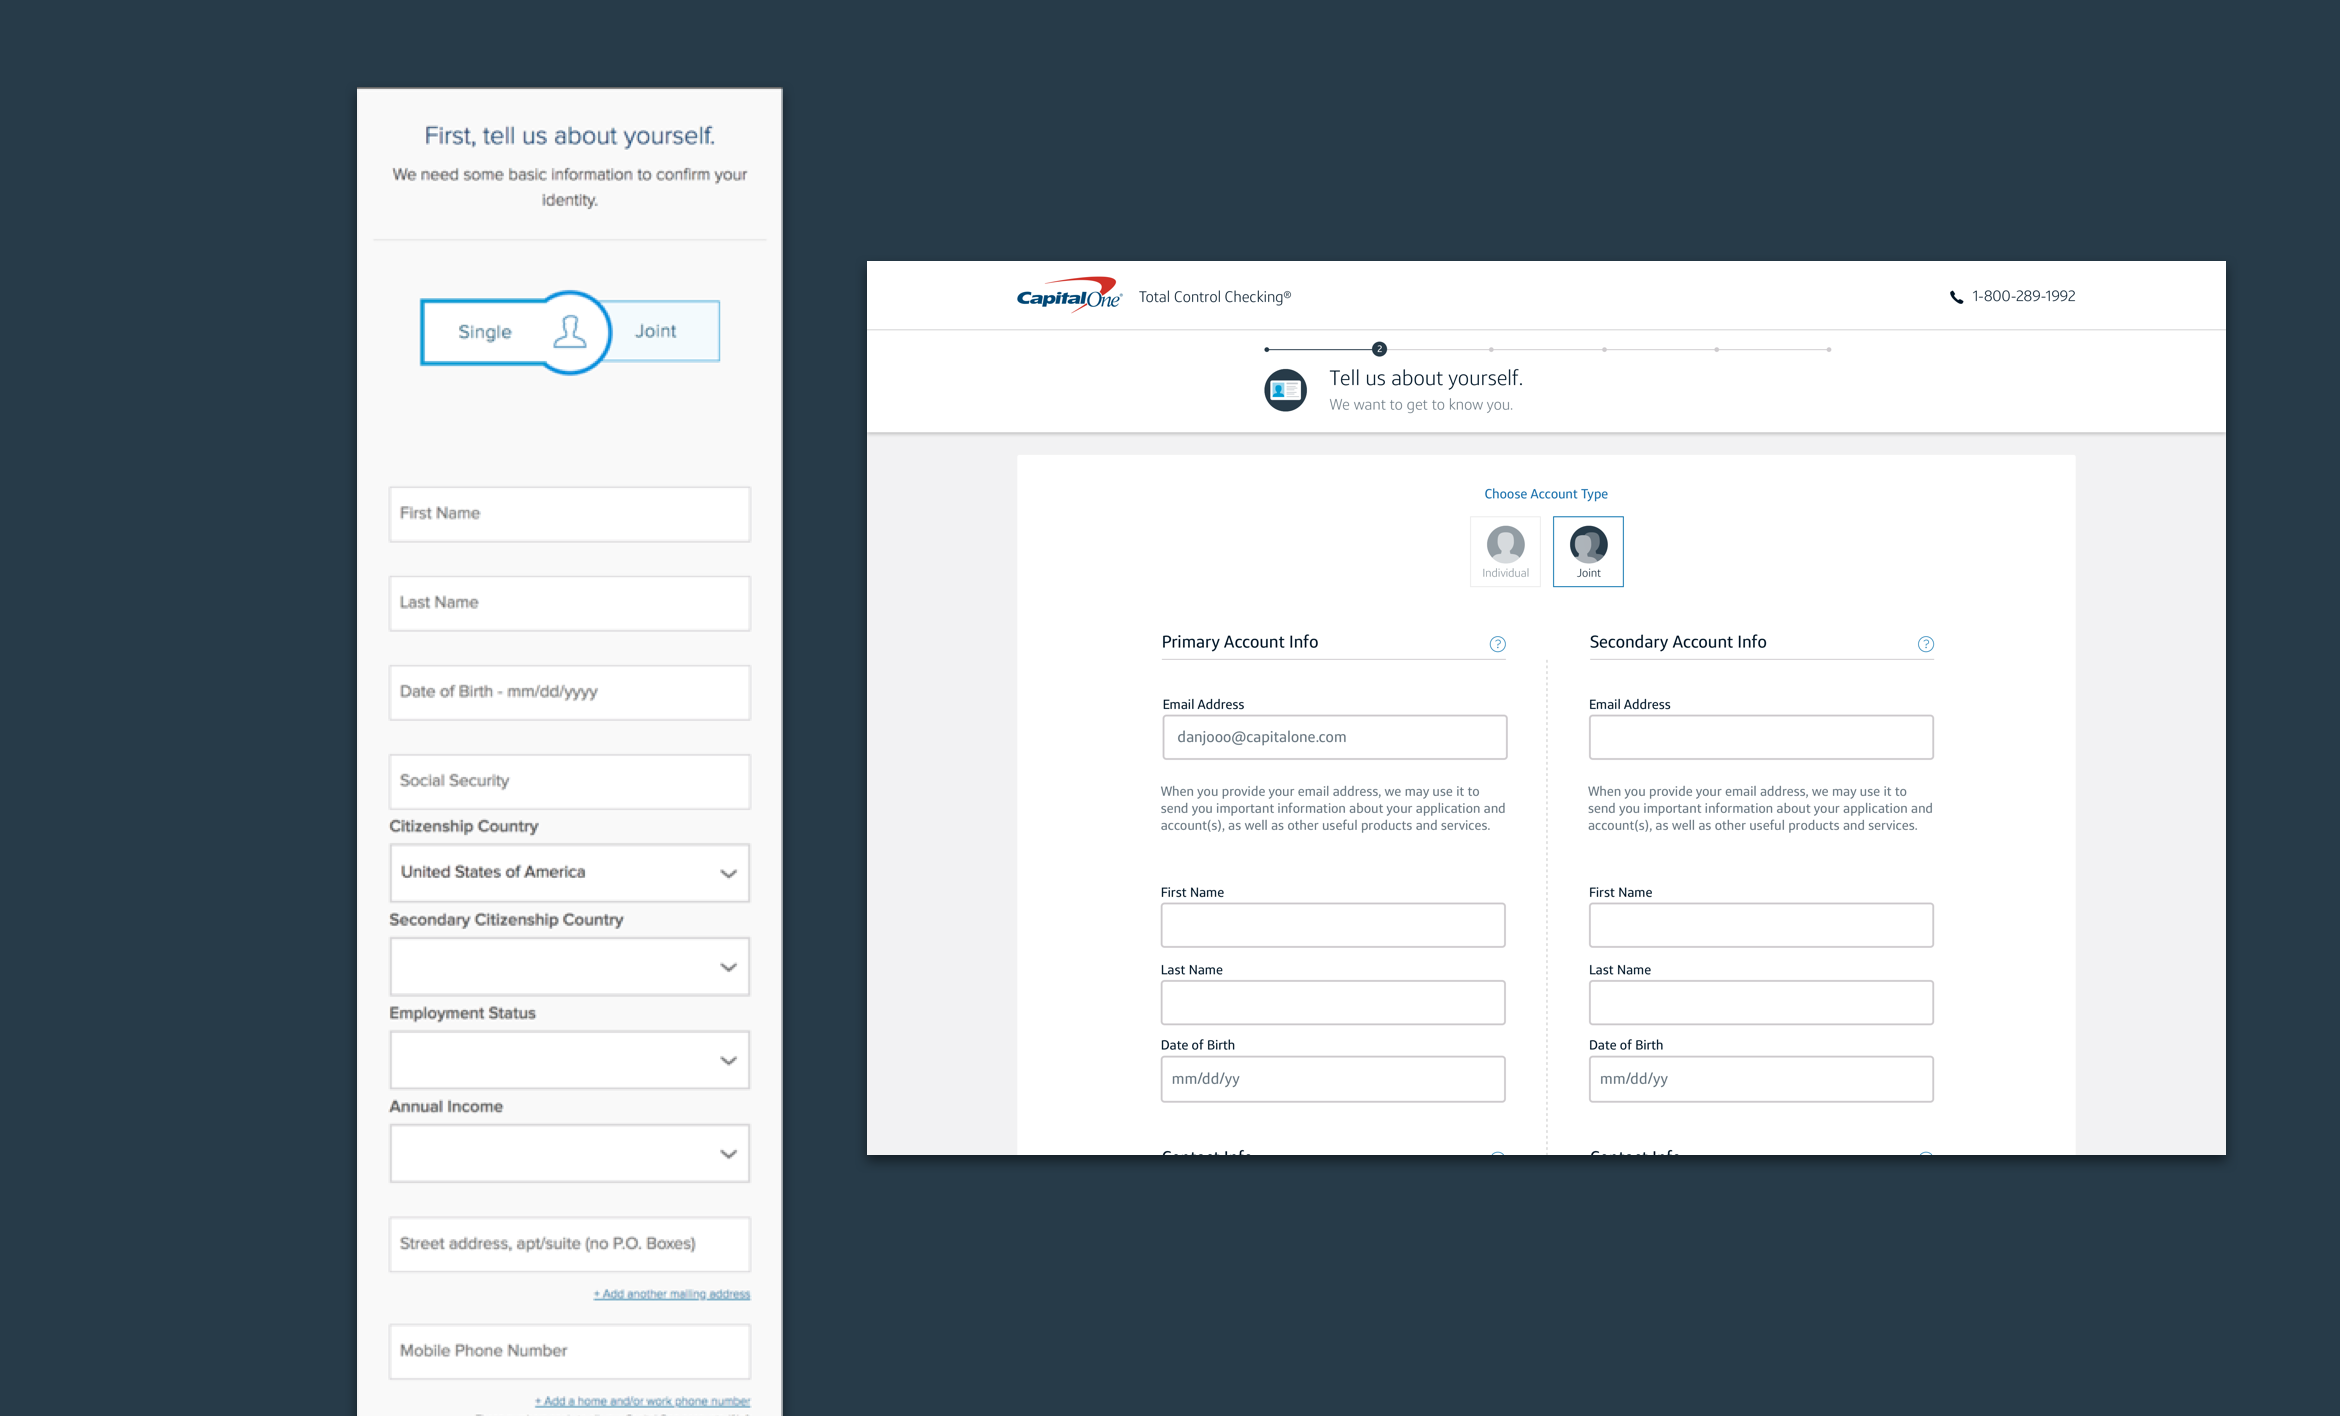 First, tell us about yourself.
We need some basic information to confirm your
identity.
Single
Joint
First Name
Last Name
Date of Birth - mm/dd/yyyy
Social Security
Citizenship Country
United States of America
Secondary Citizenship Country
Employment Status
Annual Income
Street address, apt/suite (no P.O. Boxes)
+ Add another mailing address
Mobile Phone Number
+ Add a home and/or work phone number
CapitalOne® Total Control Checking®
1-800-289-1992
2
Tell us about yourself.
We want to get to know you.
Choose Account Type
Individual
Joint
Primary Account Info
?
Email Address
danjooo@capitalone.com
When you provide your email address, we may use it to
send you important information about your application and
account(s), as well as other useful products and services.
First Name
Last Name
Date of Birth
mm/dd/yy
Contact Info
Secondary Account Info
?
Email Address
When you provide your email address, we may use it to
send you important information about your application and
account(s), as well as other useful products and services.
First Name
Last Name
Date of Birth
mm/dd/yy
Contact Info